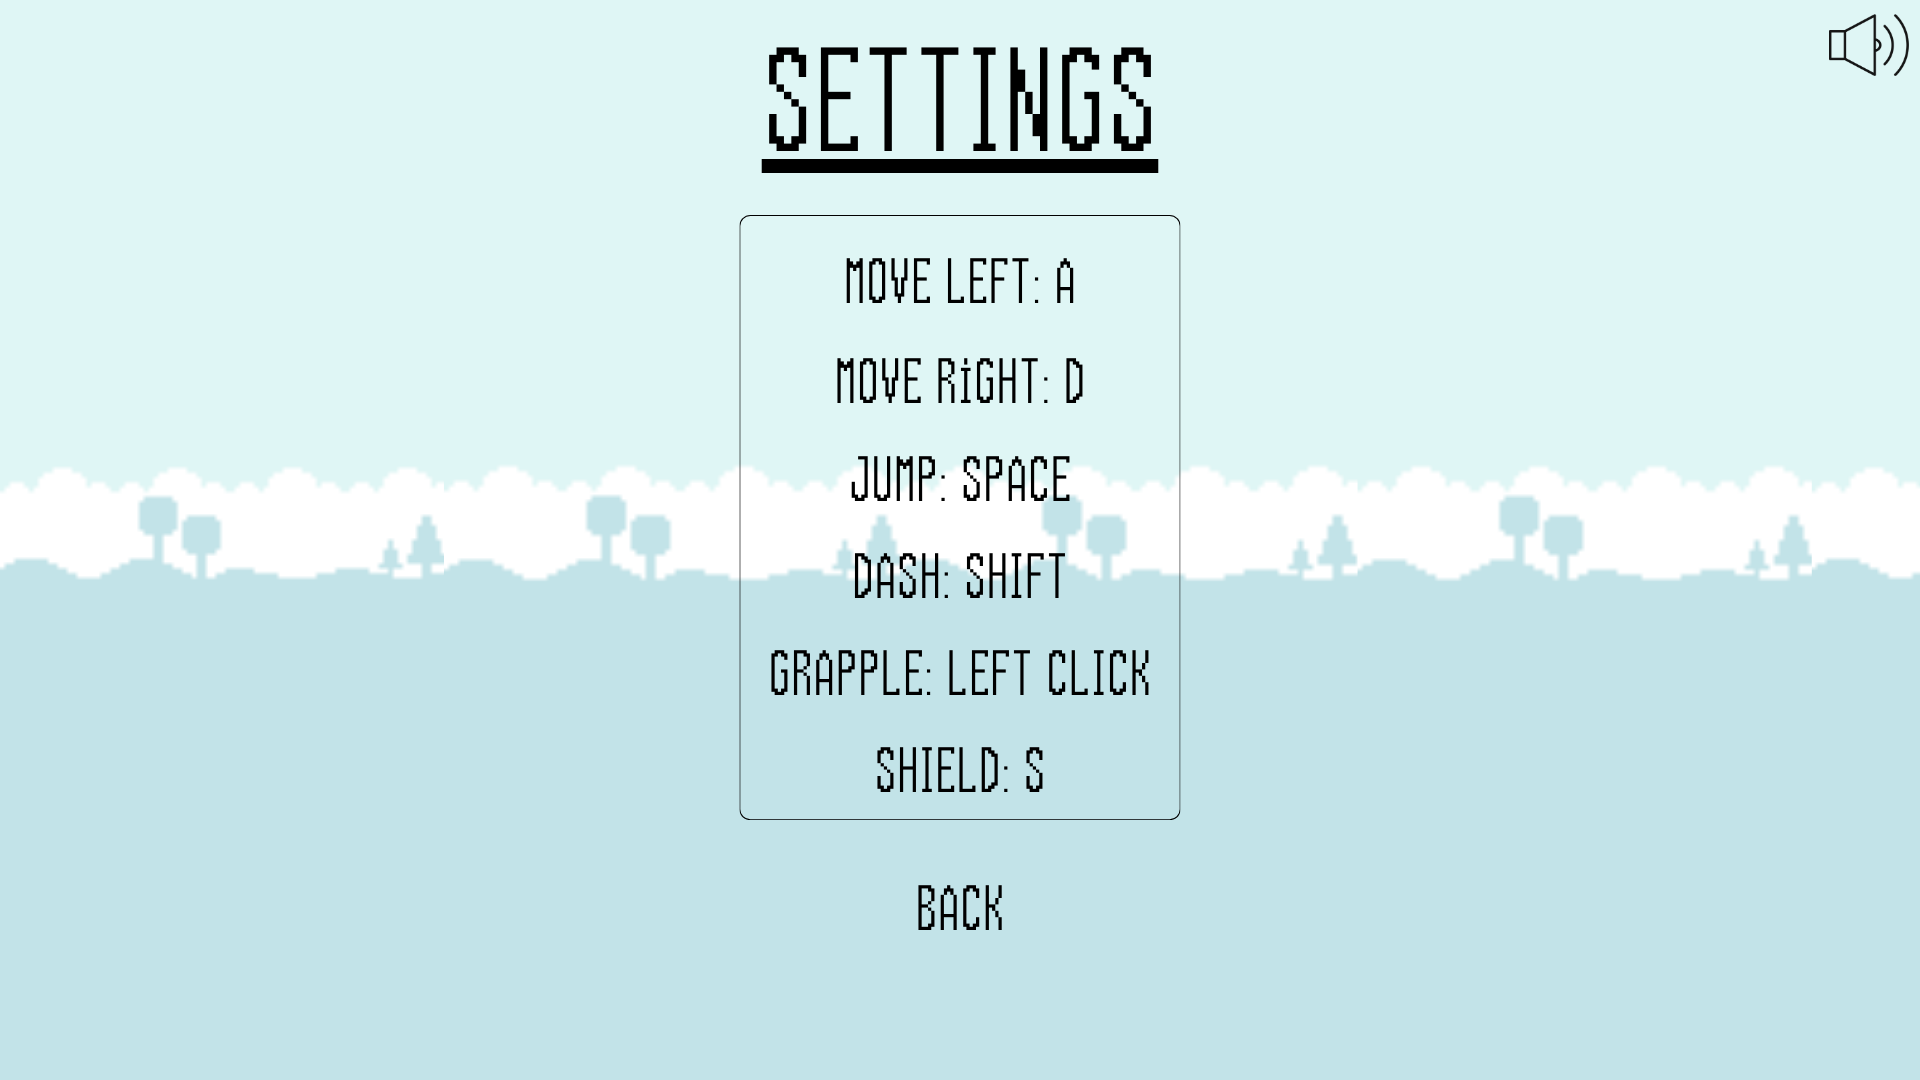 SETTINGS
MOVE LEFT: A
MOVE RiGHT: D
JUMP: SPACE
DASH: SHIFT
GRAPPLE: LEFT CLICK
SHIELD: S
BACK